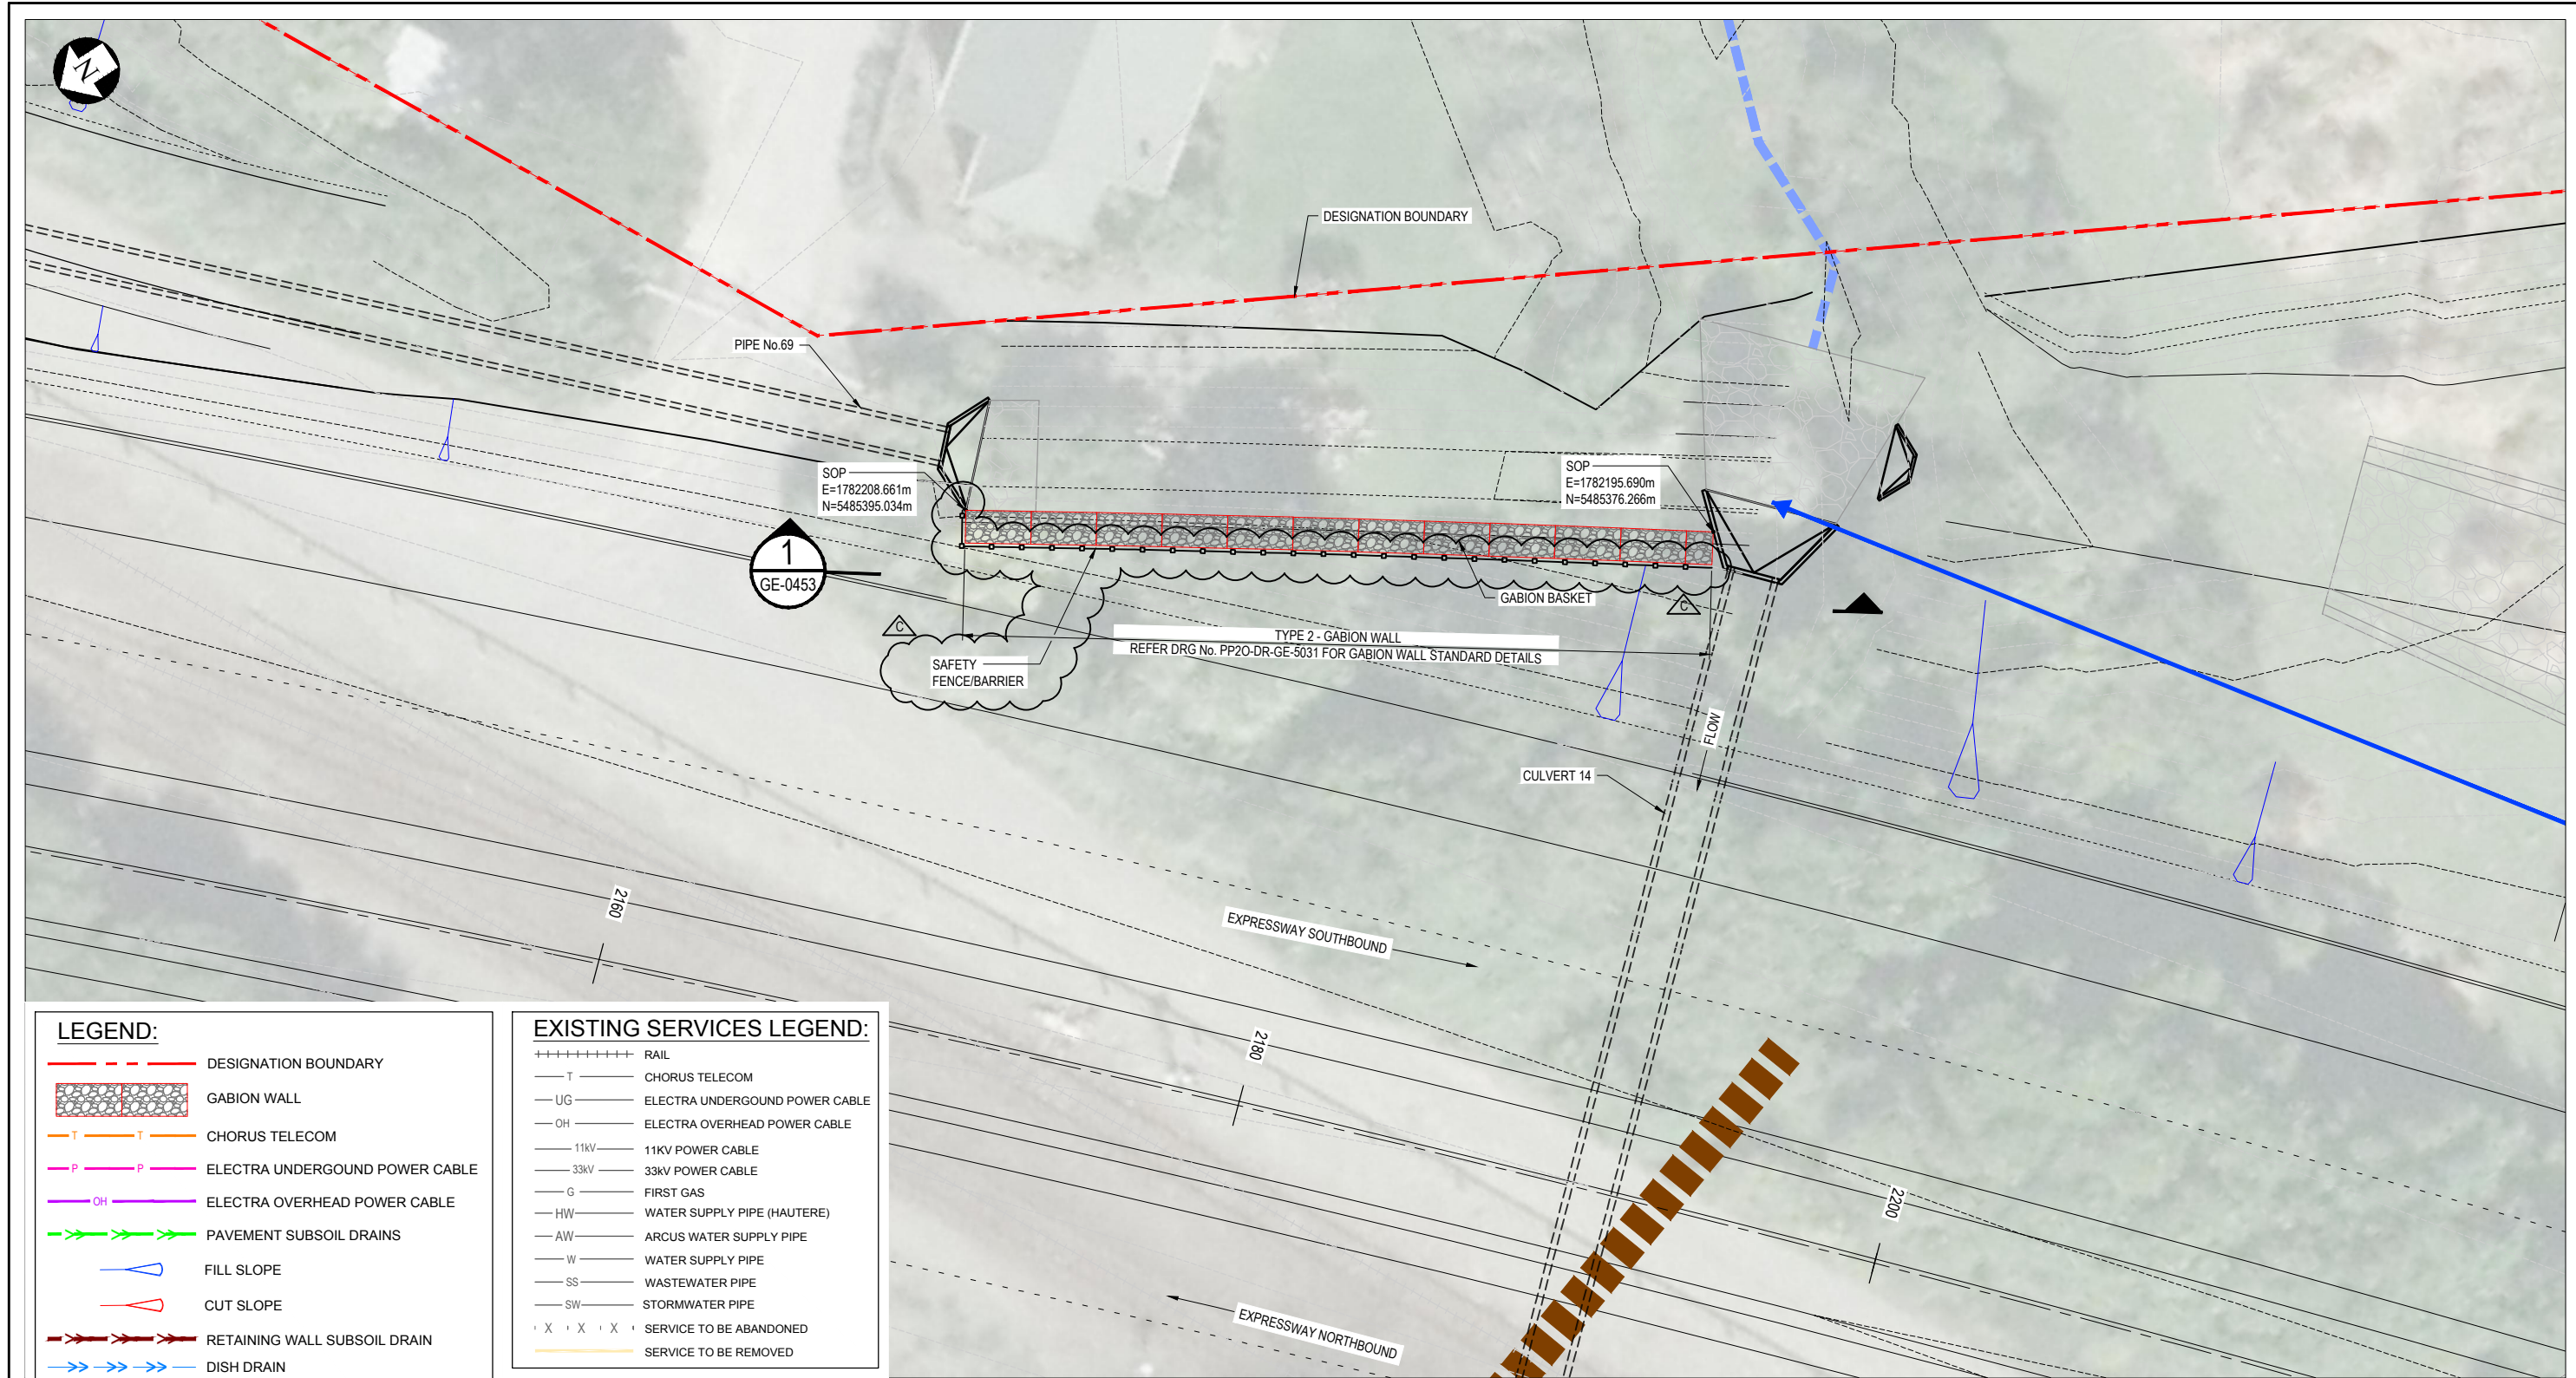 N
DESIGNATION BOUNDARY
PIPE No.69
SOP
E=1782208.661m
N=5485395.034m
SOP
E=1782195.690m
N=5485376.266m
1
GE-0453
GABION BASKET
C
C
TYPE 2 - GABION WALL
REFER DRG No. PP2O-DR-GE-5031 FOR GABION WALL STANDARD DETAILS
SAFETY
FENCE/BARRIER
FLOW
CULVERT 14
2160
EXPRESSWAY SOUTHBOUND
2180
2200
EXPRESSWAY NORTHBOUND
LEGEND:
DESIGNATION BOUNDARY
GABION WALL
T T CHORUS TELECOM
P P ELECTRA UNDERGOUND POWER CABLE
OH ELECTRA OVERHEAD POWER CABLE
PAVEMENT SUBSOIL DRAINS
FILL SLOPE
CUT SLOPE
RETAINING WALL SUBSOIL DRAIN
DISH DRAIN
EXISTING SERVICES LEGEND:
RAIL
T CHORUS TELECOM
UG ELECTRA UNDERGOUND POWER CABLE
OH ELECTRA OVERHEAD POWER CABLE
11kV 11KV POWER CABLE
33kV 33kV POWER CABLE
G FIRST GAS
HW WATER SUPPLY PIPE (HAUTERE)
AW ARCUS WATER SUPPLY PIPE
W WATER SUPPLY PIPE
SS WASTEWATER PIPE
SW STORMWATER PIPE
X X X SERVICE TO BE ABANDONED
SERVICE TO BE REMOVED